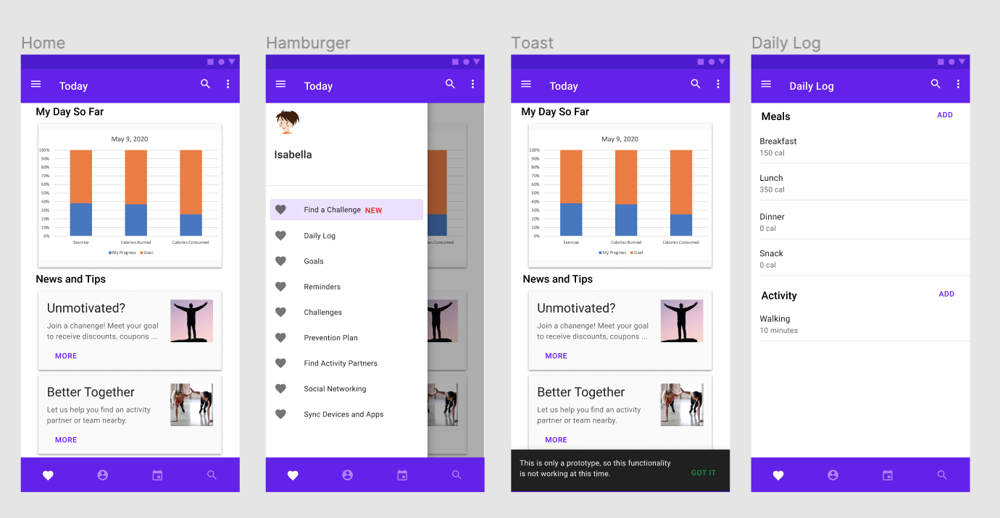 Home
Today
My Day So Far
May 9, 2020
100%
90%
80%
70%
60%
50%
40%
30%
20%
10%
0%
Exercise
Calories Burned
Calories Consumed
My Progress
Goal
News and Tips
Unmotivated?
Join a chanenge! Meet your goal
to receive discounts, coupons ...
MORE
Better Together
Let us help you find an activity
partner or team nearby.
MORE
Hamburger
Today
Isabella
Find a Challenge NEW
Daily Log
Goals
Reminders
Challenges
Prevention Plan
Find Activity Partners
Social Networking
Sync Devices and Apps
Consumed
Toast
Today
My Day So Far
May 9, 2020
100%
90%
80%
70%
60%
50%
40%
30%
20%
10%
0%
Exercise
Calories Burned
Calories Consumed
My Progress
Goal
News and Tips
Unmotivated?
Join a chanenge! Meet your goal
to receive discounts, coupons ...
MORE
Better Together
Let us help you find an activity
partner or team nearby.
MORE
This is only a prototype, so this functionality
is not working at this time.
GOT IT
Daily Log
Daily Log
Meals
ADD
Breakfast
150 cal
Lunch
350 cal
Dinner
0 cal
Snack
0 cal
Activity
ADD
Walking
10 minutes